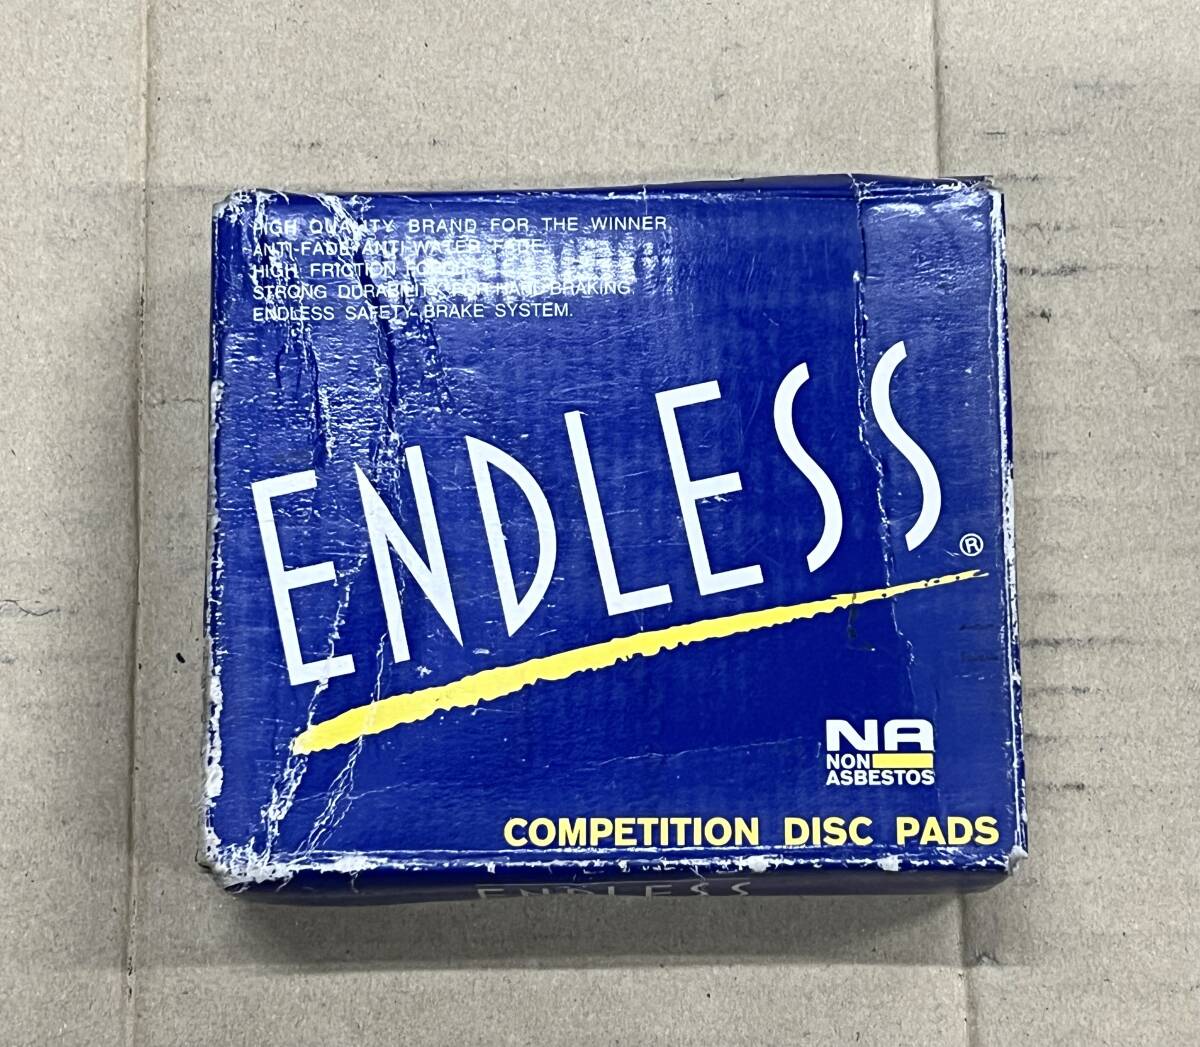 HIGH QUALITY BRAND FOR THE WINNER
ANTI-FADE ANTI-WATER FADE
HIGH FRICTION FORCE
STRONG DURABILITY FOR HARD BRAKING
ENDLESS SAFETY BRAKE SYSTEM.
ENDLESS®
NA
NON
ASBESTOS
COMPETITION DISC PADS
ENDLESS